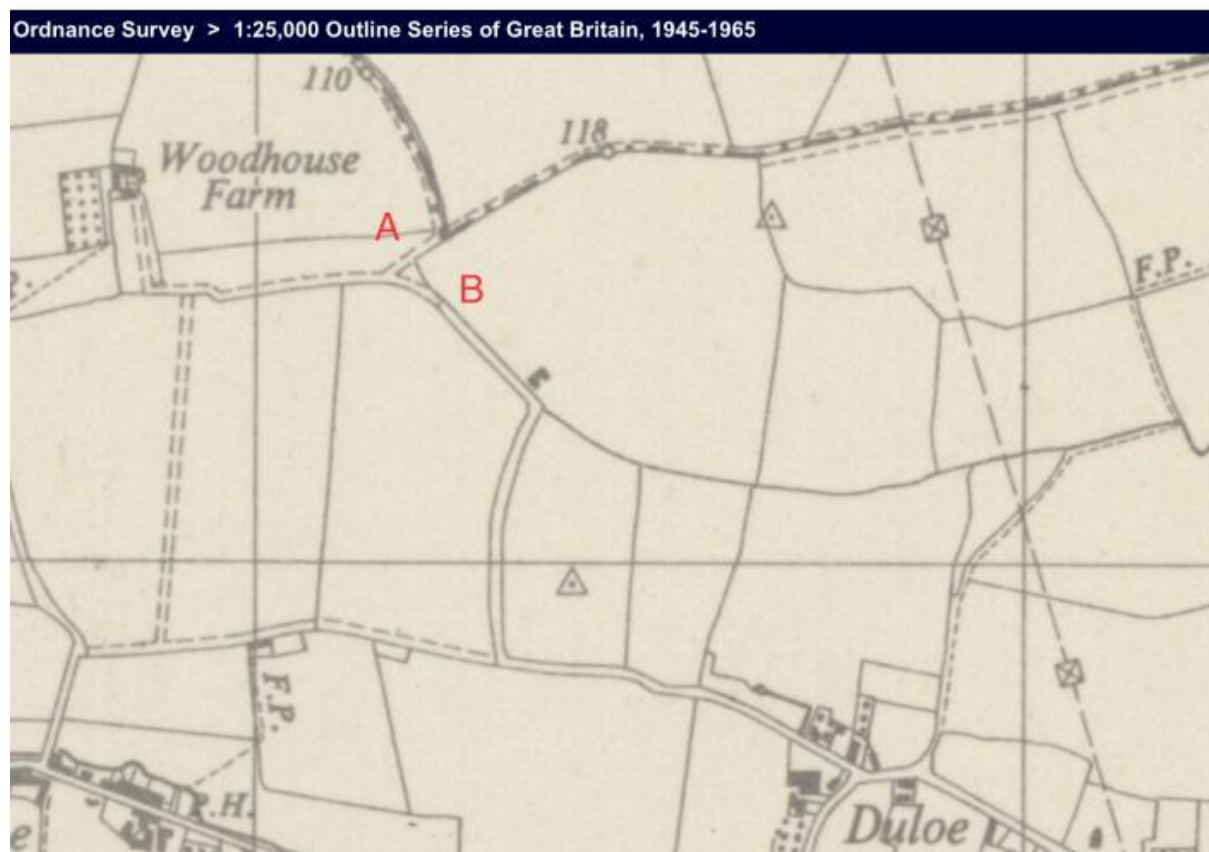 Ordnance Survey > 1:25,000 Outline Series of Great Britain, 1945-1965
110
118
Woodhouse
Farm
A
B
F.P.
E
F.P.
P.H.
Duloe
e